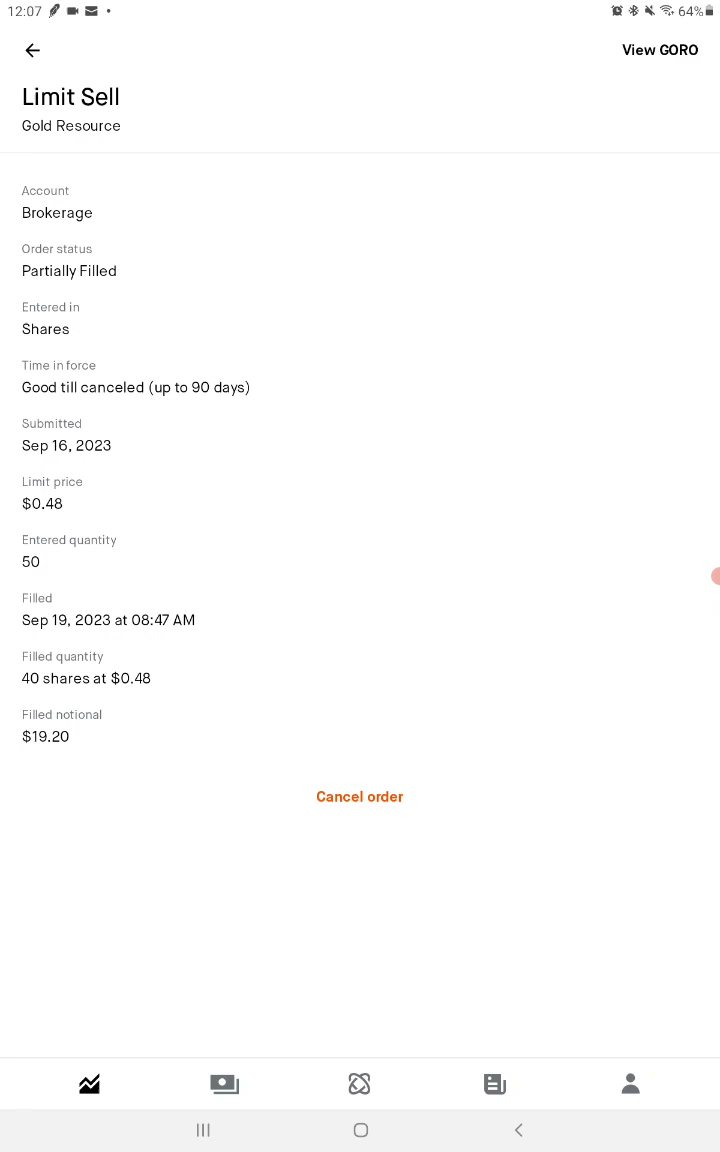 12:07 64%
View GORO
Limit Sell
Gold Resource
Account
Brokerage
Order status
Partially Filled
Entered in
Shares
Time in force
Good till canceled (up to 90 days)
Submitted
Sep 16, 2023
Limit price
$0.48
Entered quantity
50
Filled
Sep 19, 2023 at 08:47 AM
Filled quantity
40 shares at $0.48
Filled notional
$19.20
Cancel order